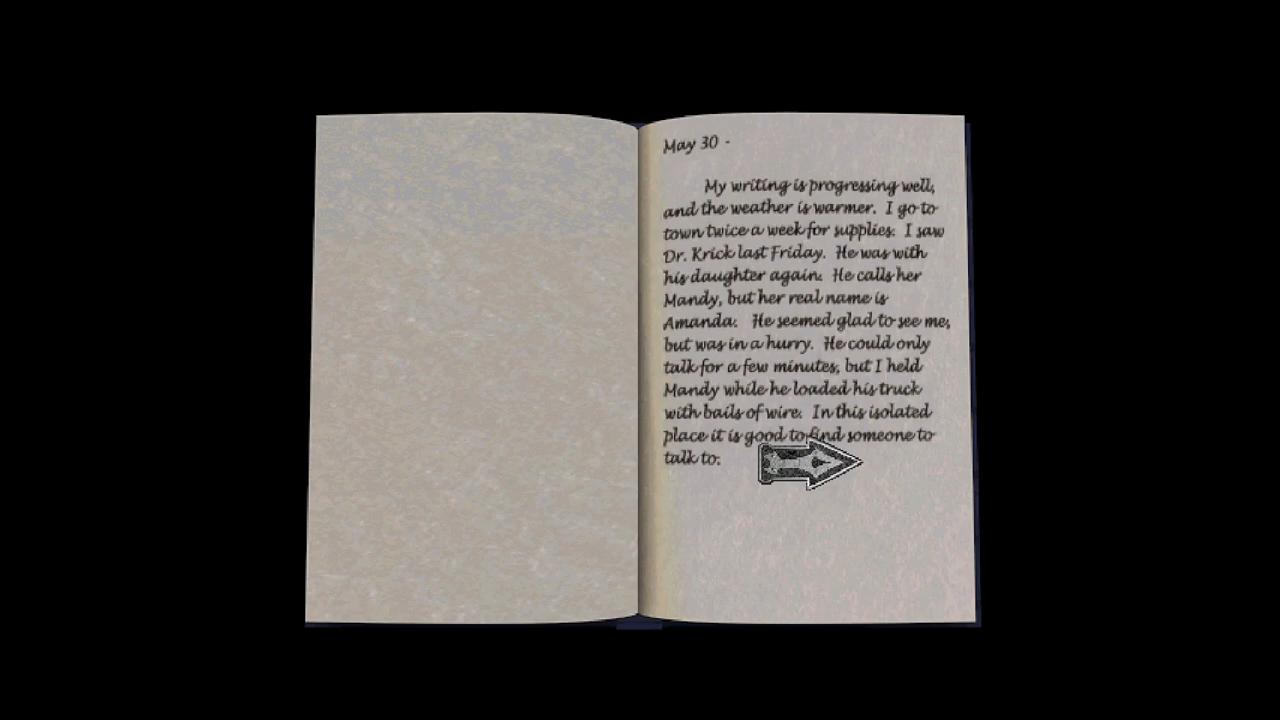 May 30 -
My writing is progressing well,
and the weather is warmer. I go to
town twice a week for supplies. I saw
Dr. Krick last Friday. He was with
his daughter again. He calls her
Mandy, but her real name is
Amanda. He seemed glad to see me,
but was in a hurry. He could only
talk for a few minutes, but I held
Mandy while he loaded his truck
with bails of wire. In this isolated
place it is good to find someone to
talk to.